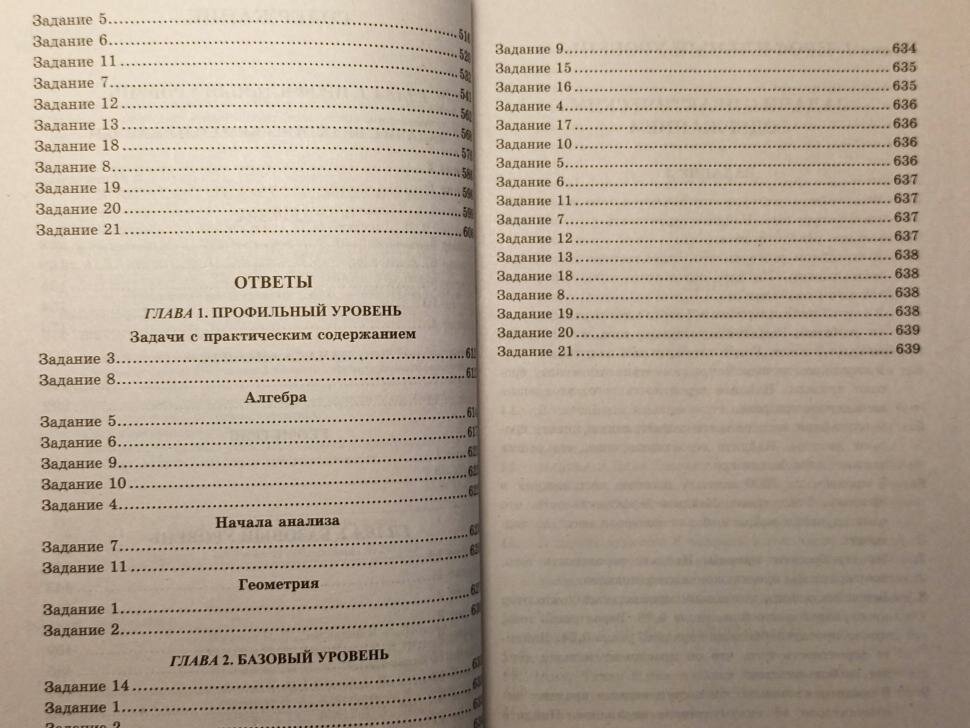 Задание 5 514
Задание 6 520
Задание 11 532
Задание 7 541
Задание 12
Задание 13
Задание 18
Задание 8
Задание 19
Задание 20
Задание 21
ОТВЕТЫ
ГЛАВА 1. ПРОФИЛЬНЫЙ УРОВЕНЬ
Задачи с практическим содержанием
Задание 3
Задание 8
Алгебра
Задание 5
Задание 6
Задание 9
Задание 10
Задание 4
Начала анализа
Задание 7
Задание 11
Геометрия
Задание 1
Задание 2
ГЛАВА 2. БАЗОВЫЙ УРОВЕНЬ
Задание 14
Задание 1
Задание 2
Задание 9 634
Задание 15 635
Задание 16 635
Задание 4 636
Задание 17 636
Задание 10 636
Задание 5 636
Задание 6 637
Задание 11 637
Задание 7 637
Задание 12 637
Задание 13 638
Задание 18 638
Задание 8 638
Задание 19 638
Задание 20 639
Задание 21 639